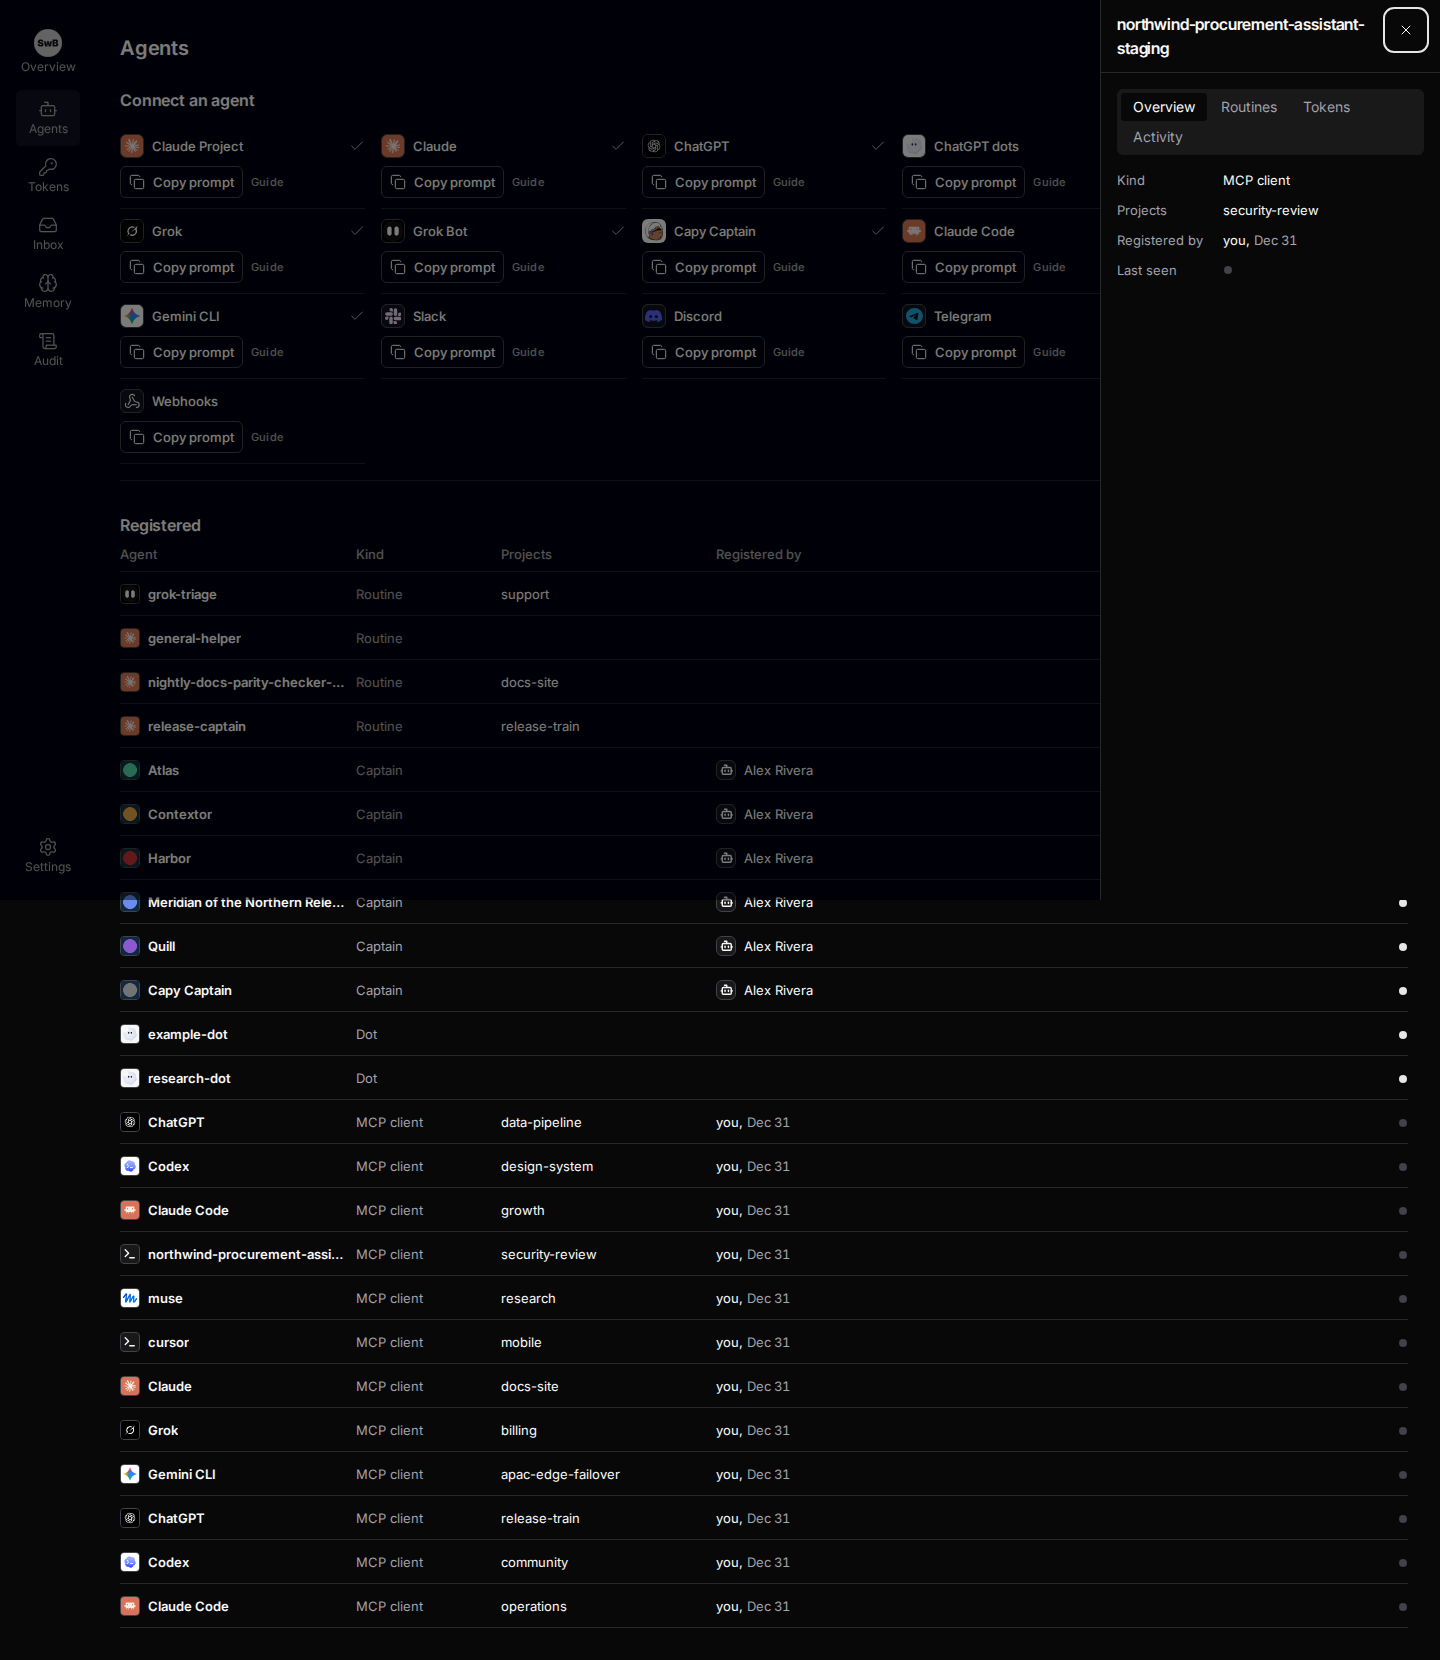 SwB
Overview
Agents
Tokens
Inbox
Memory
Audit
Settings
Agents
Connect an agent
Claude Project
Copy prompt Guide
Claude
Copy prompt Guide
ChatGPT
Copy prompt Guide
ChatGPT dots
Copy prompt Guide
Grok
Copy prompt Guide
Grok Bot
Copy prompt Guide
Capy Captain
Copy prompt Guide
Claude Code
Copy prompt Guide
Gemini CLI
Copy prompt Guide
Slack
Copy prompt Guide
Discord
Copy prompt Guide
Telegram
Copy prompt Guide
Webhooks
Copy prompt Guide
Registered
Agent Kind Projects Registered by
grok-triage Routine support
general-helper Routine
nightly-docs-parity-checker-... Routine docs-site
release-captain Routine release-train
Atlas Captain Alex Rivera
Contextor Captain Alex Rivera
Harbor Captain Alex Rivera
Meridian of the Northern Rele... Captain Alex Rivera
Quill Captain Alex Rivera
Capy Captain Captain Alex Rivera
example-dot Dot
research-dot Dot
ChatGPT MCP client data-pipeline you, Dec 31
Codex MCP client design-system you, Dec 31
Claude Code MCP client growth you, Dec 31
northwind-procurement-assi... MCP client security-review you, Dec 31
muse MCP client research you, Dec 31
cursor MCP client mobile you, Dec 31
Claude MCP client docs-site you, Dec 31
Grok MCP client billing you, Dec 31
Gemini CLI MCP client apac-edge-failover you, Dec 31
ChatGPT MCP client release-train you, Dec 31
Codex MCP client community you, Dec 31
Claude Code MCP client operations you, Dec 31
northwind-procurement-assistant-
staging
Overview Routines Tokens
Activity
Kind MCP client
Projects security-review
Registered by you, Dec 31
Last seen